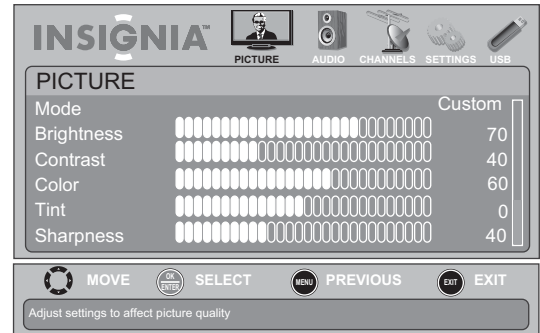 INSIGNIA™
PICTURE AUDIO CHANNELS SETTINGS USB
PICTURE
Mode Custom
Brightness 70
Contrast 40
Color 60
Tint 0
Sharpness 40
MOVE OK ENTER SELECT MENU PREVIOUS EXIT EXIT
Adjust settings to affect picture quality